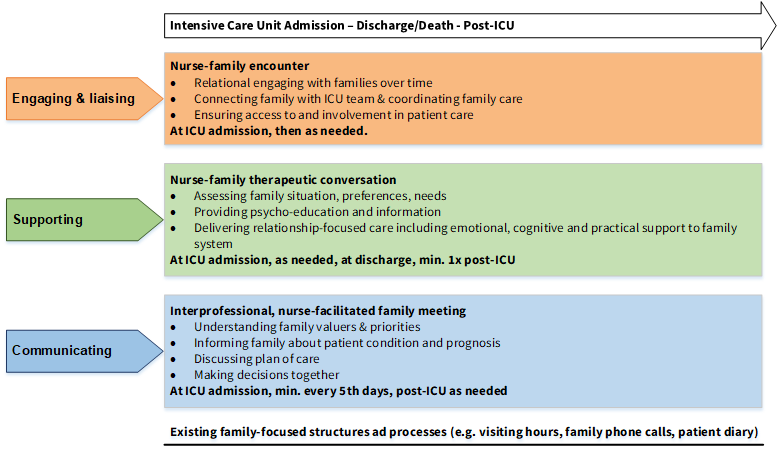 Intensive Care Unit Admission – Discharge/Death - Post-ICU
Engaging & liaising
Nurse-family encounter
● Relational engaging with families over time
● Connecting family with ICU team & coordinating family care
● Ensuring access to and involvement in patient care
At ICU admission, then as needed.
Supporting
Nurse-family therapeutic conversation
● Assessing family situation, preferences, needs
● Providing psycho-education and information
● Delivering relationship-focused care including emotional, cognitive and practical support to family
system
At ICU admission, as needed, at discharge, min. 1x post-ICU
Communicating
Interprofessional, nurse-facilitated family meeting
● Understanding family valuers & priorities
● Informing family about patient condition and prognosis
● Discussing plan of care
● Making decisions together
At ICU admission, min. every 5th days, post-ICU as needed
Existing family-focused structures ad processes (e.g. visiting hours, family phone calls, patient diary)